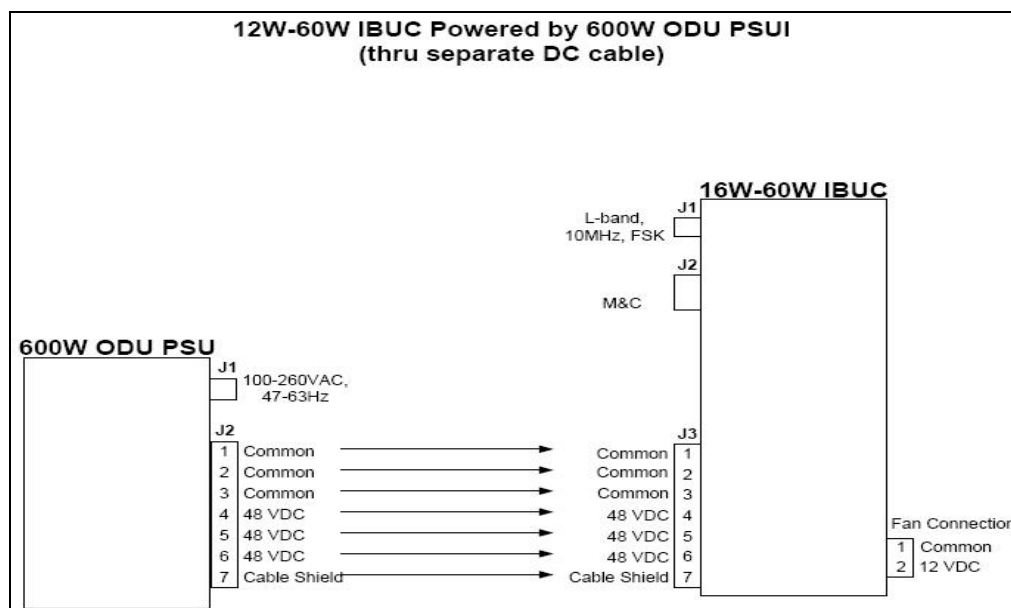 12W-60W IBUC Powered by 600W ODU PSUI
(thru separate DC cable)
16W-60W IBUC
J1
L-band,
10MHz, FSK
J2
M&C
600W ODU PSU
J1
100-260VAC,
47-63Hz
J2
1 Common
2 Common
3 Common
4 48 VDC
5 48 VDC
6 48 VDC
7 Cable Shield
J3
Common 1
Common 2
Common 3
48 VDC 4
48 VDC 5
48 VDC 6
Cable Shield 7
Fan Connection
1 Common
2 12 VDC